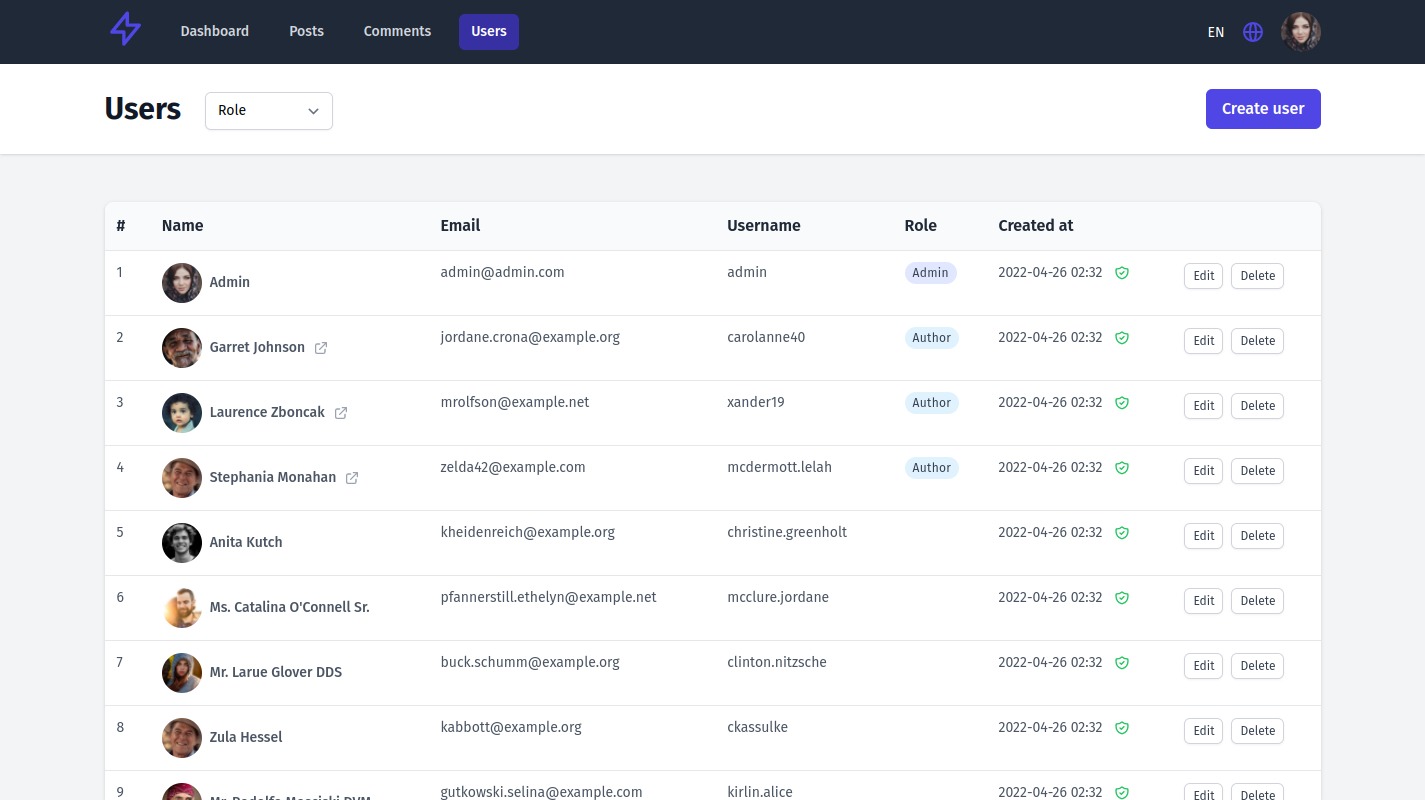 Dashboard Posts Comments Users EN
Users Role Create user
# Name Email Username Role Created at
1 Admin admin@admin.com admin Admin 2022-04-26 02:32 Edit Delete
2 Garret Johnson jordane.crona@example.org carolanne40 Author 2022-04-26 02:32 Edit Delete
3 Laurence Zboncak mrolfson@example.net xander19 Author 2022-04-26 02:32 Edit Delete
4 Stephania Monahan zelda42@example.com mcdermott.lelah Author 2022-04-26 02:32 Edit Delete
5 Anita Kutch kheidenreich@example.org christine.greenholt 2022-04-26 02:32 Edit Delete
6 Ms. Catalina O'Connell Sr. pfannerstill.ethelyn@example.net mcclure.jordane 2022-04-26 02:32 Edit Delete
7 Mr. Larue Glover DDS buck.schumm@example.org clinton.nitzsche 2022-04-26 02:32 Edit Delete
8 Zula Hessel kabbott@example.org ckassulke 2022-04-26 02:32 Edit Delete
9 gutkowski.selina@example.com kirlin.alice 2022-04-26 02:32 Edit Delete